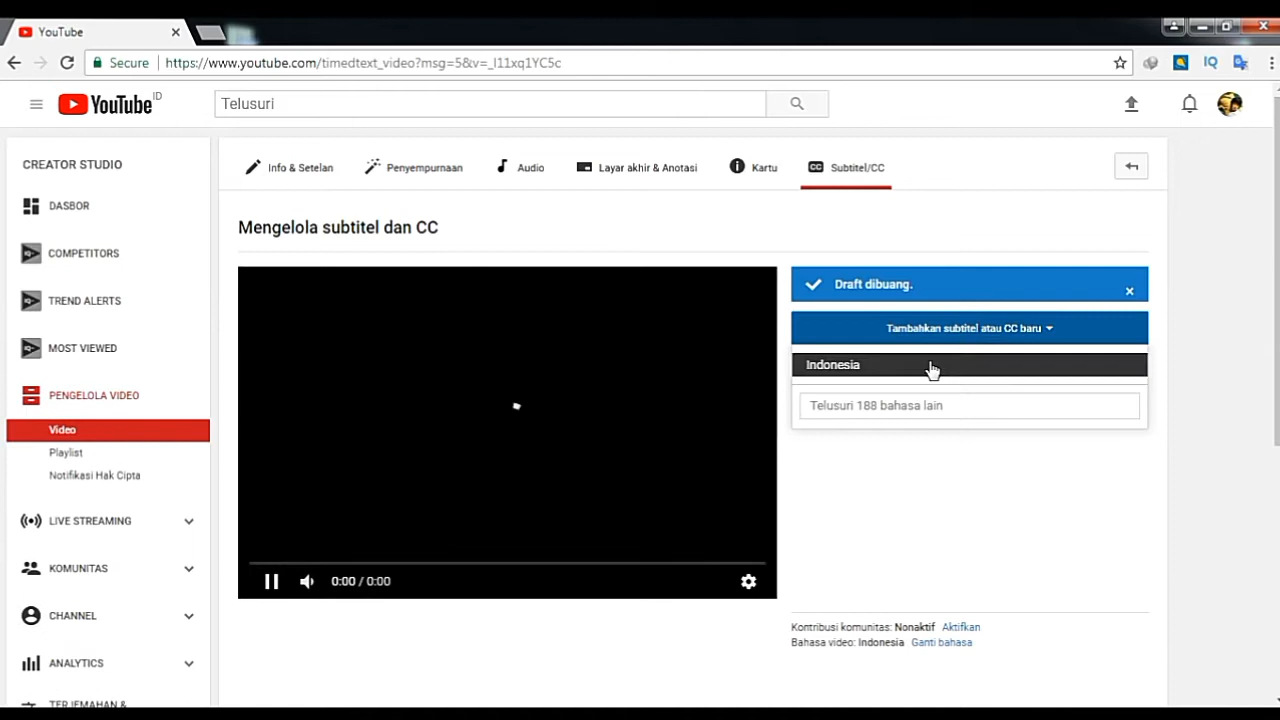 YouTube
Secure
https://www.youtube.com/timedtext_video?msg=5&v=_l11xq1YC5c
IQ
YouTube ID
Telusuri
CREATOR STUDIO
DASBOR
COMPETITORS
TREND ALERTS
MOST VIEWED
PENGELOLA VIDEO
Video
Playlist
Notifikasi Hak Cipta
LIVE STREAMING
KOMUNITAS
CHANNEL
ANALYTICS
TERJEMAHAN &
Info & Setelan
Penyempurnaan
Audio
Layar akhir & Anotasi
Kartu
CC Subtitel/CC
Mengelola subtitel dan CC
0:00 / 0:00
Draft dibuang.
Tambahkan subtitel atau CC baru
Indonesia
Telusuri 188 bahasa lain
Kontribusi komunitas: Nonaktif Aktifkan
Bahasa video: Indonesia Ganti bahasa